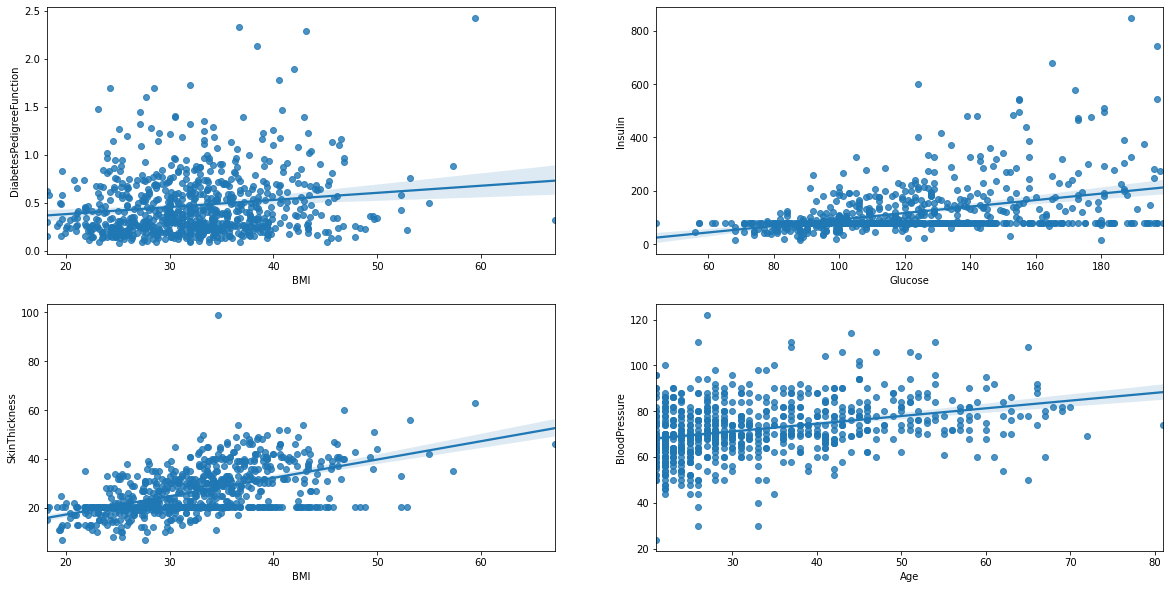 2.5
2.0
1.5
1.0
0.5
0.0
DiabetesPedigreeFunction
20 30 40 50 60
BMI
800
600
400
200
0
Insulin
60 80 100 120 140 160 180
Glucose
100
80
60
40
20
SkinThickness
20 30 40 50 60
BMI
120
100
80
60
40
20
BloodPressure
30 40 50 60 70 80
Age